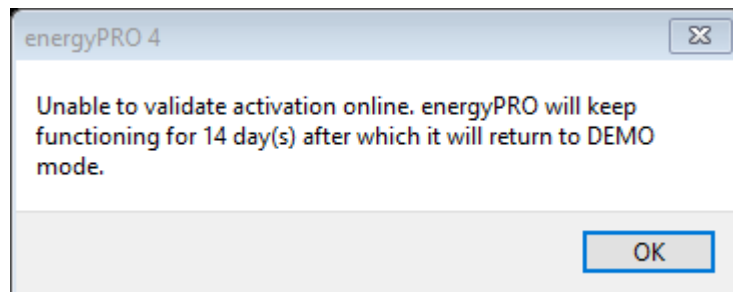 energyPRO 4
Unable to validate activation online. energyPRO will keep
functioning for 14 day(s) after which it will return to DEMO
mode.
OK